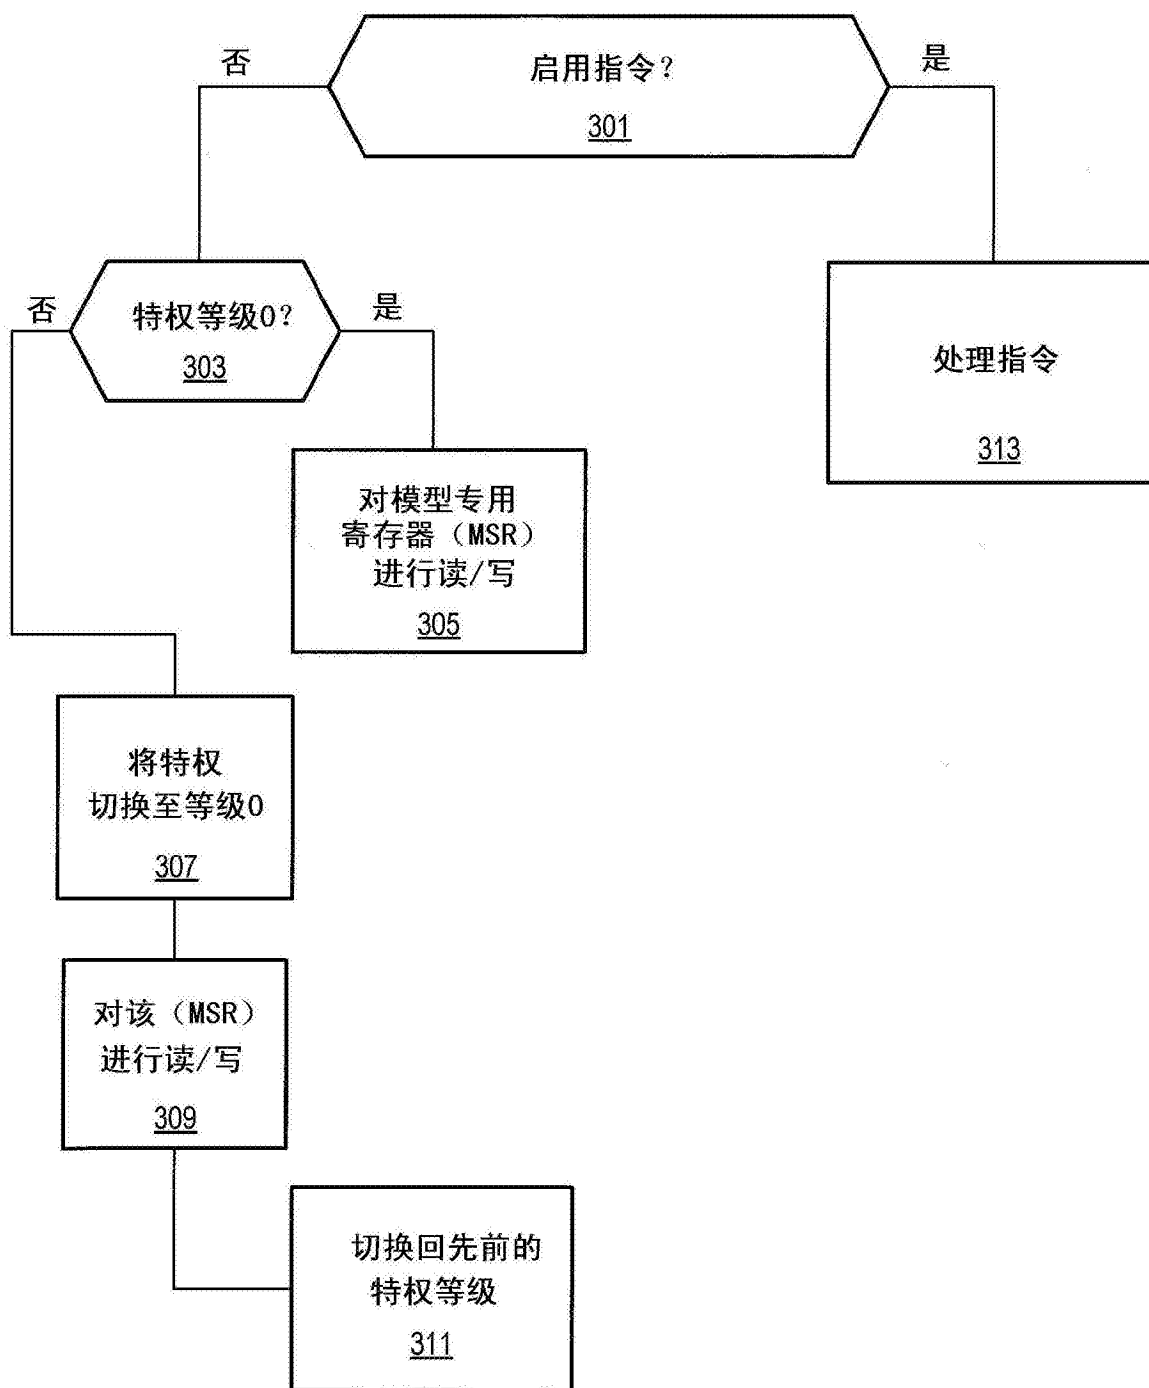 否
启用指令?
是
301
否
特权等级0?
是
303
处理指令
313
对模型专用
寄存器（MSR）
进行读/写
305
将特权
切换至等级0
307
对该（MSR）
进行读/写
309
切换回先前的
特权等级
311